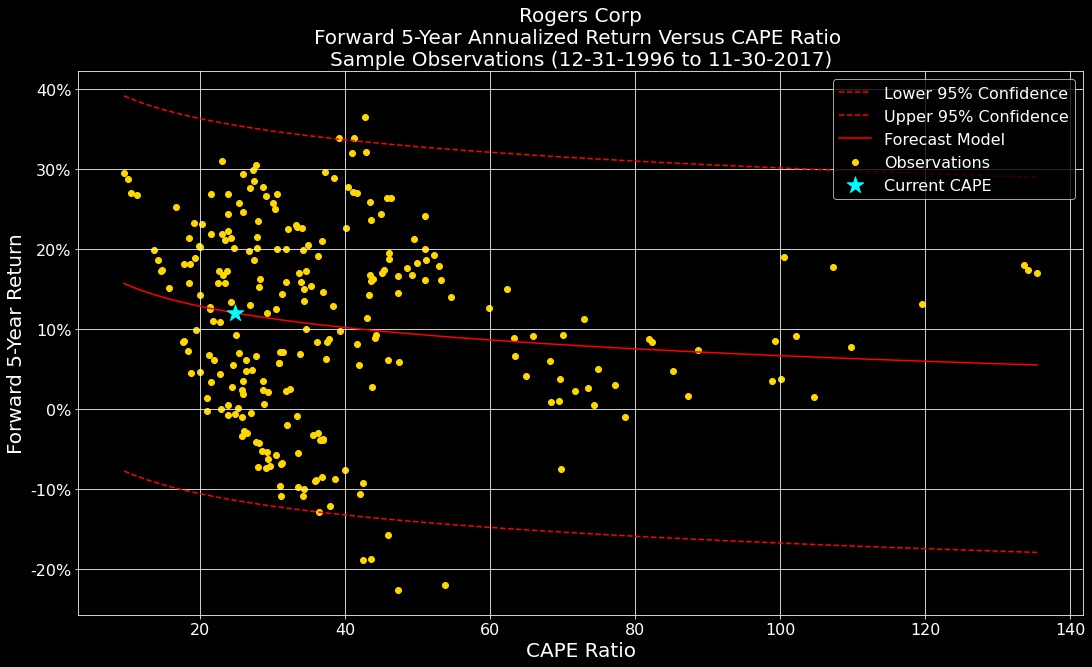 Rogers Corp
Forward 5-Year Annualized Return Versus CAPE Ratio
Sample Observations (12-31-1996 to 11-30-2017)
Lower 95% Confidence
Upper 95% Confidence
Forecast Model
Observations
Current CAPE
Forward 5-Year Return
40%
30%
20%
10%
0%
-10%
-20%
20 40 60 80 100 120 140
CAPE Ratio